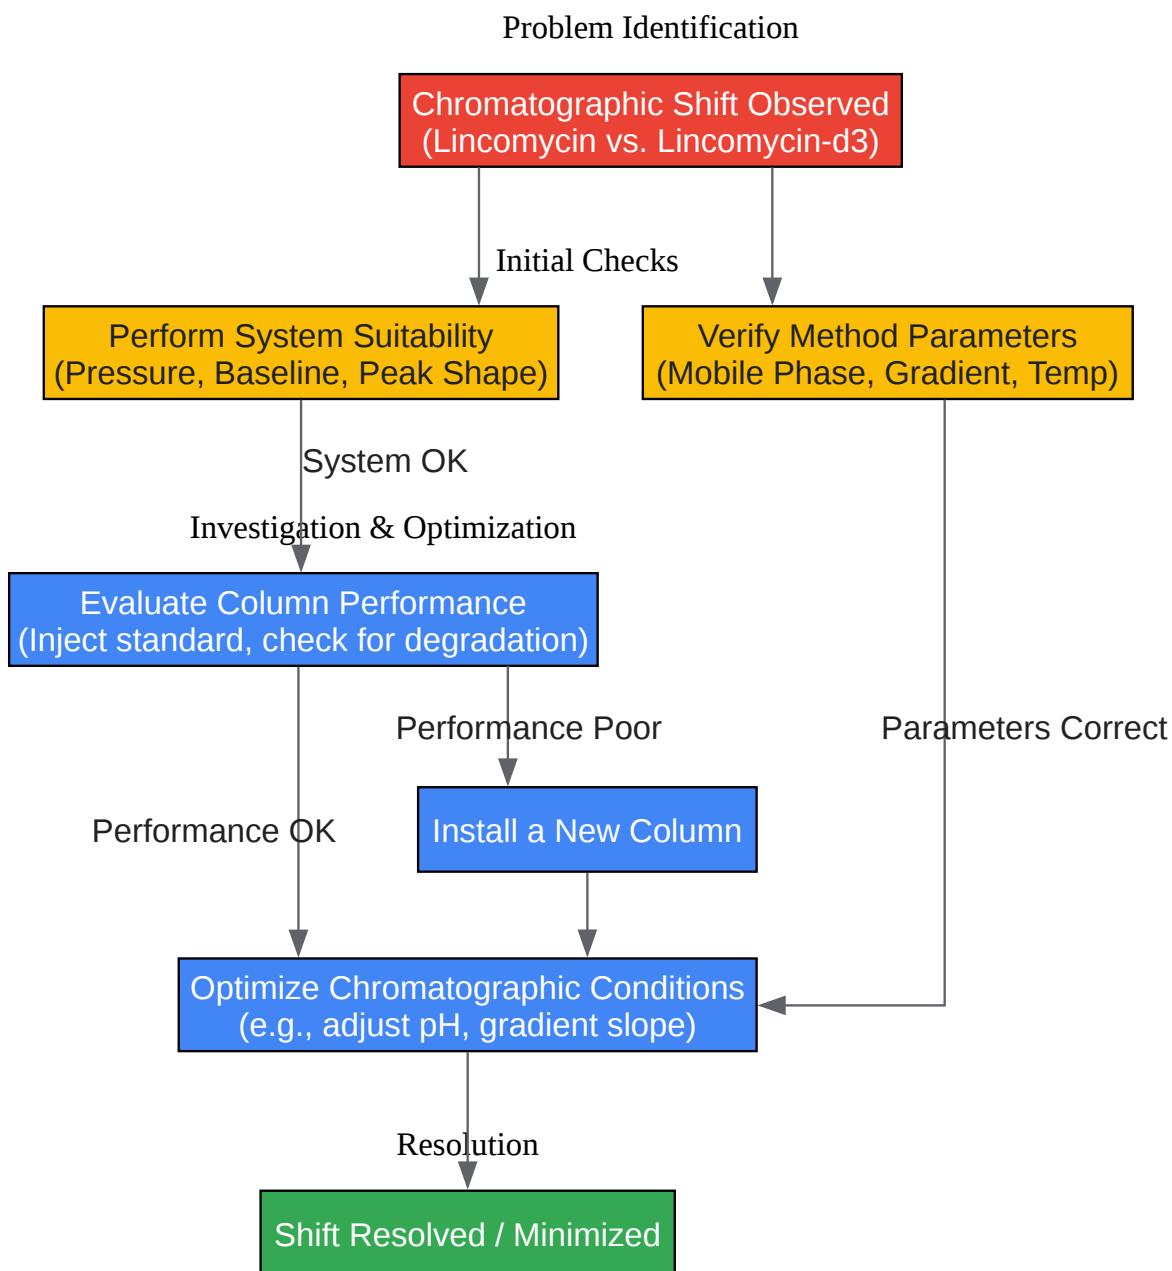 Problem Identification
Chromatographic Shift Observed
(Lincomycin vs. Lincomycin-d3)
Initial Checks
Perform System Suitability
(Pressure, Baseline, Peak Shape)
Verify Method Parameters
(Mobile Phase, Gradient, Temp)
System OK
Investigation & Optimization
Evaluate Column Performance
(Inject standard, check for degradation)
Performance Poor
Parameters Correct
Performance OK
Install a New Column
Optimize Chromatographic Conditions
(e.g., adjust pH, gradient slope)
Resolution
Shift Resolved / Minimized